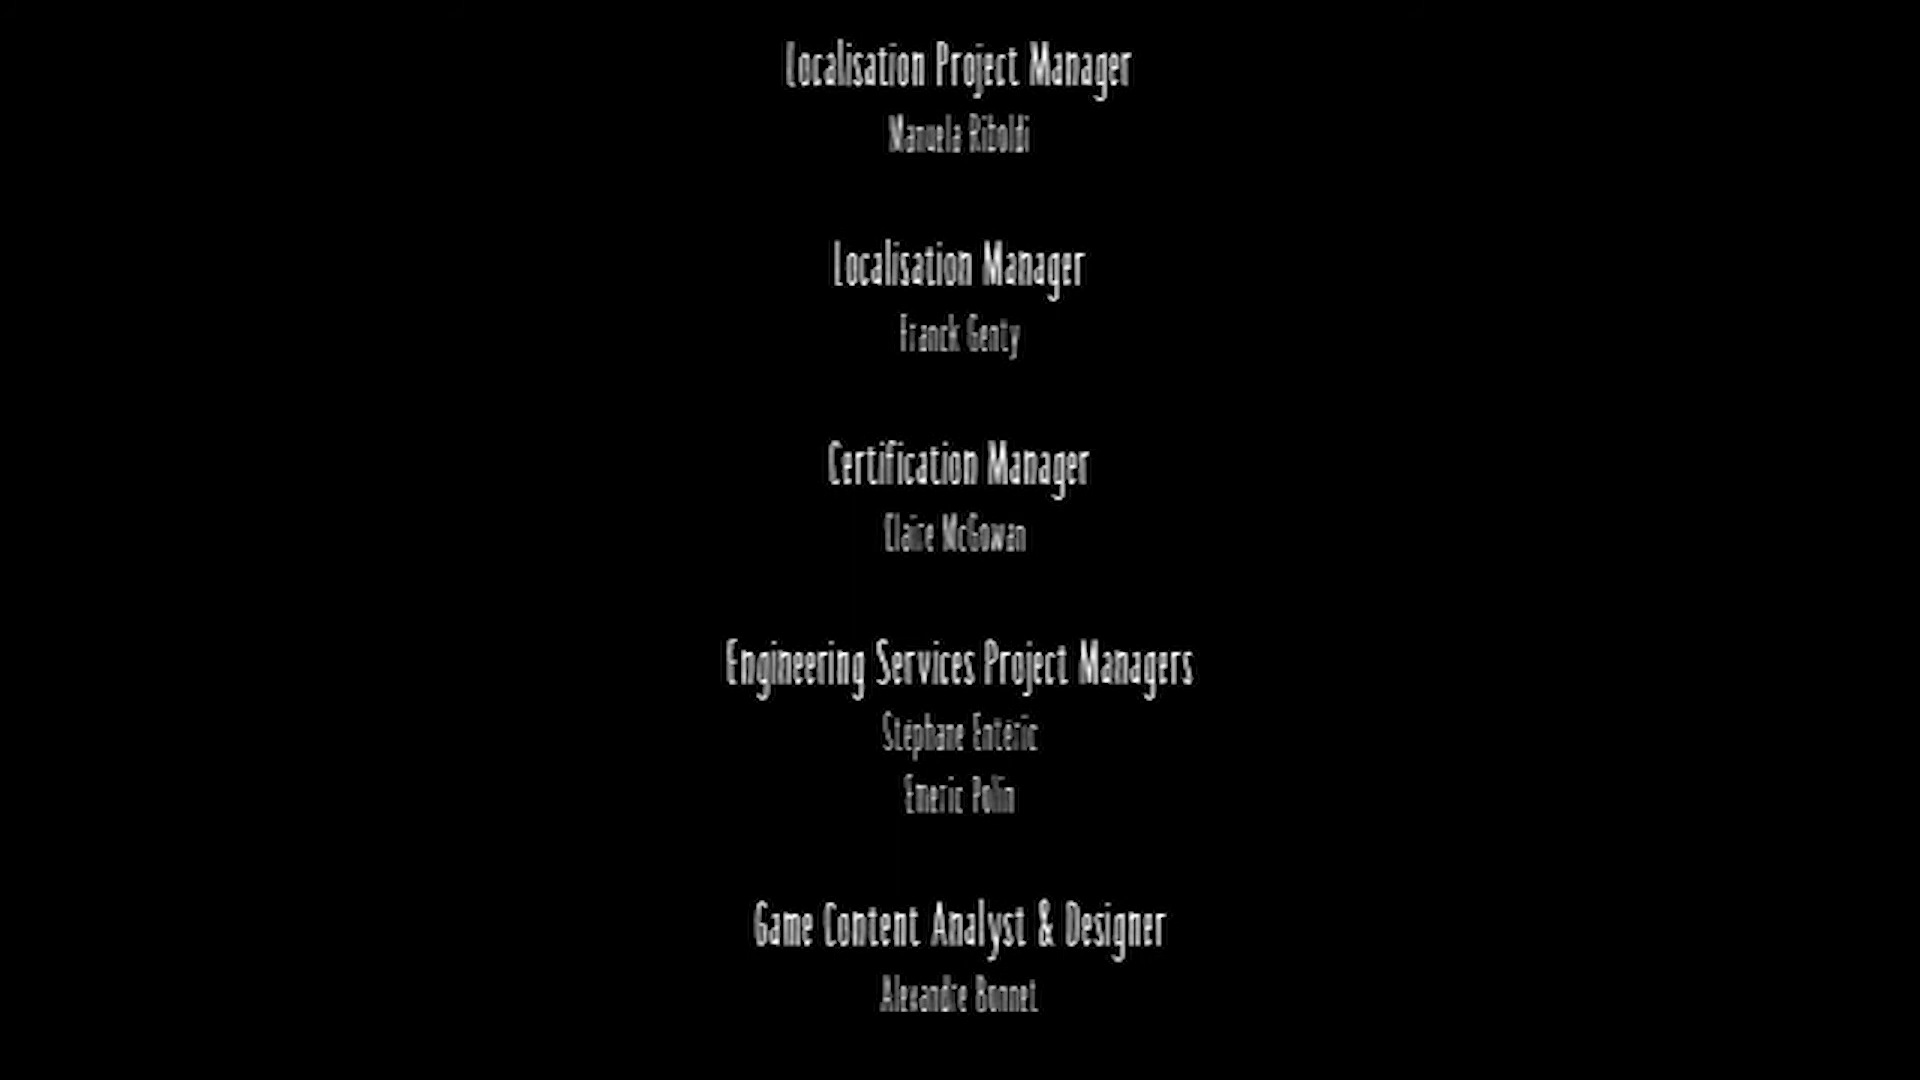 Localisation Project Manager
Manuela Riboldi
Localisation Manager
Franck Genty
Certification Manager
Claire McGowan
Engineering Services Project Managers
Stéphane Entéric
Emeric Polin
Game Content Analyst & Designer
Alexandre Bonnet